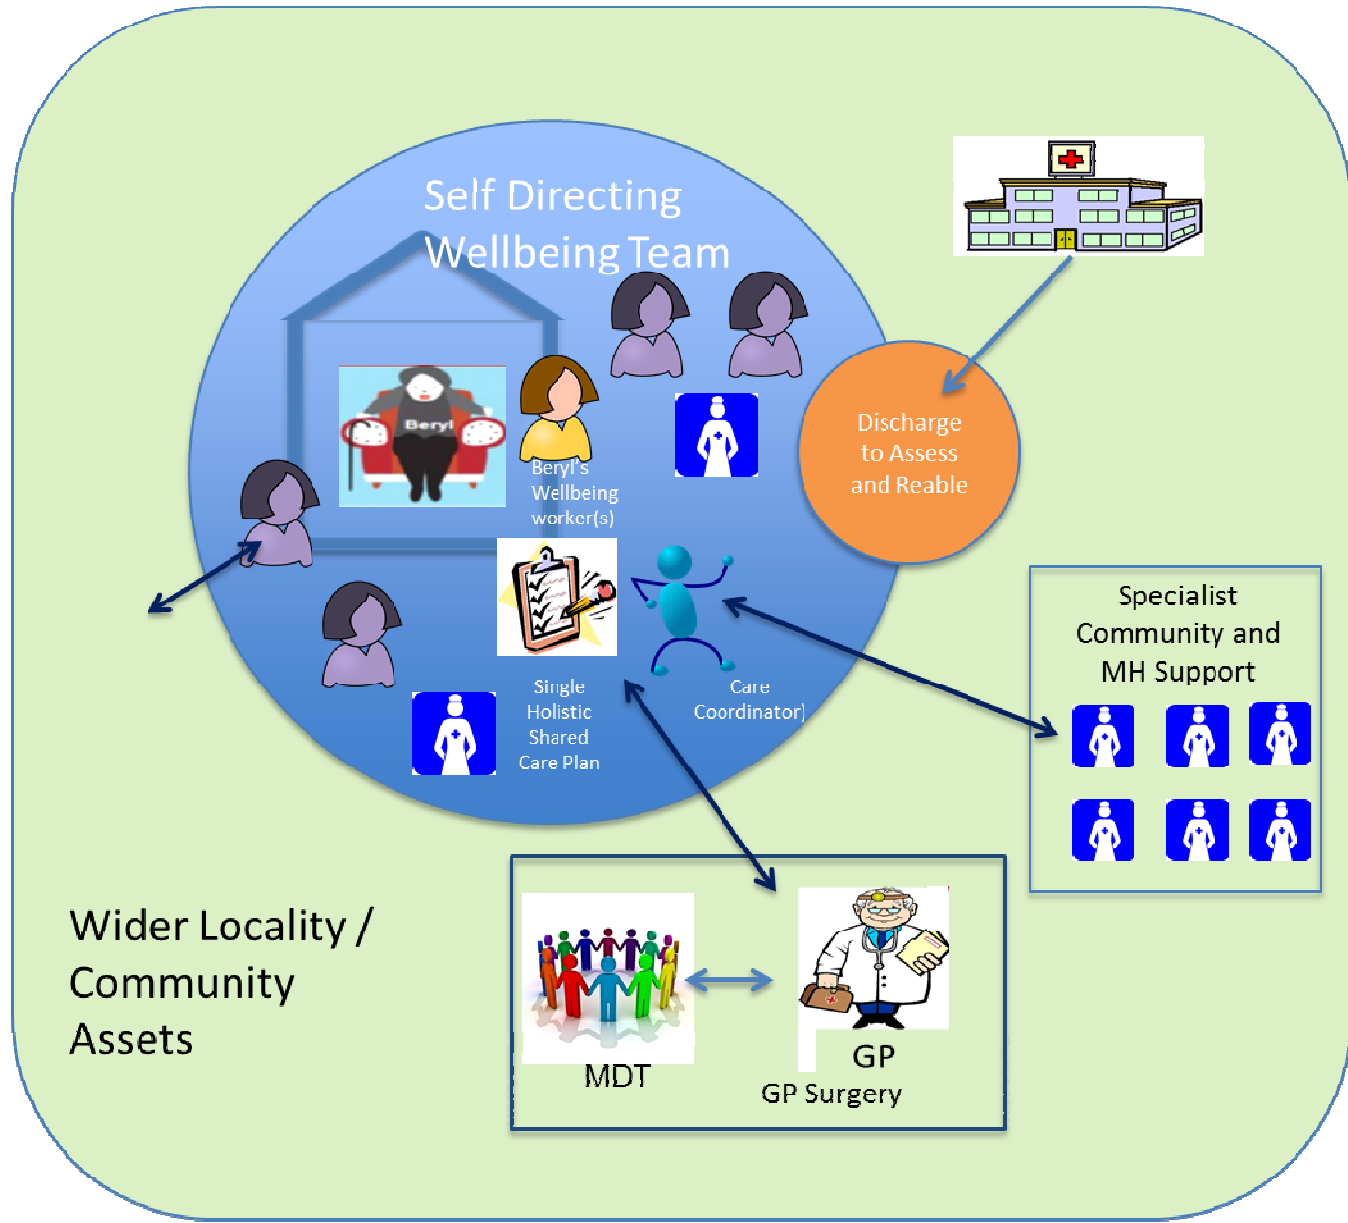 Self Directing
Wellbeing Team
Beryl
Beryl's
Wellbeing
worker(s)
Discharge
to Assess
and Reable
Single
Holistic
Shared
Care Plan
Care
Coordinator)
Specialist
Community and
MH Support
Wider Locality /
Community
Assets
MDT
GP
GP Surgery